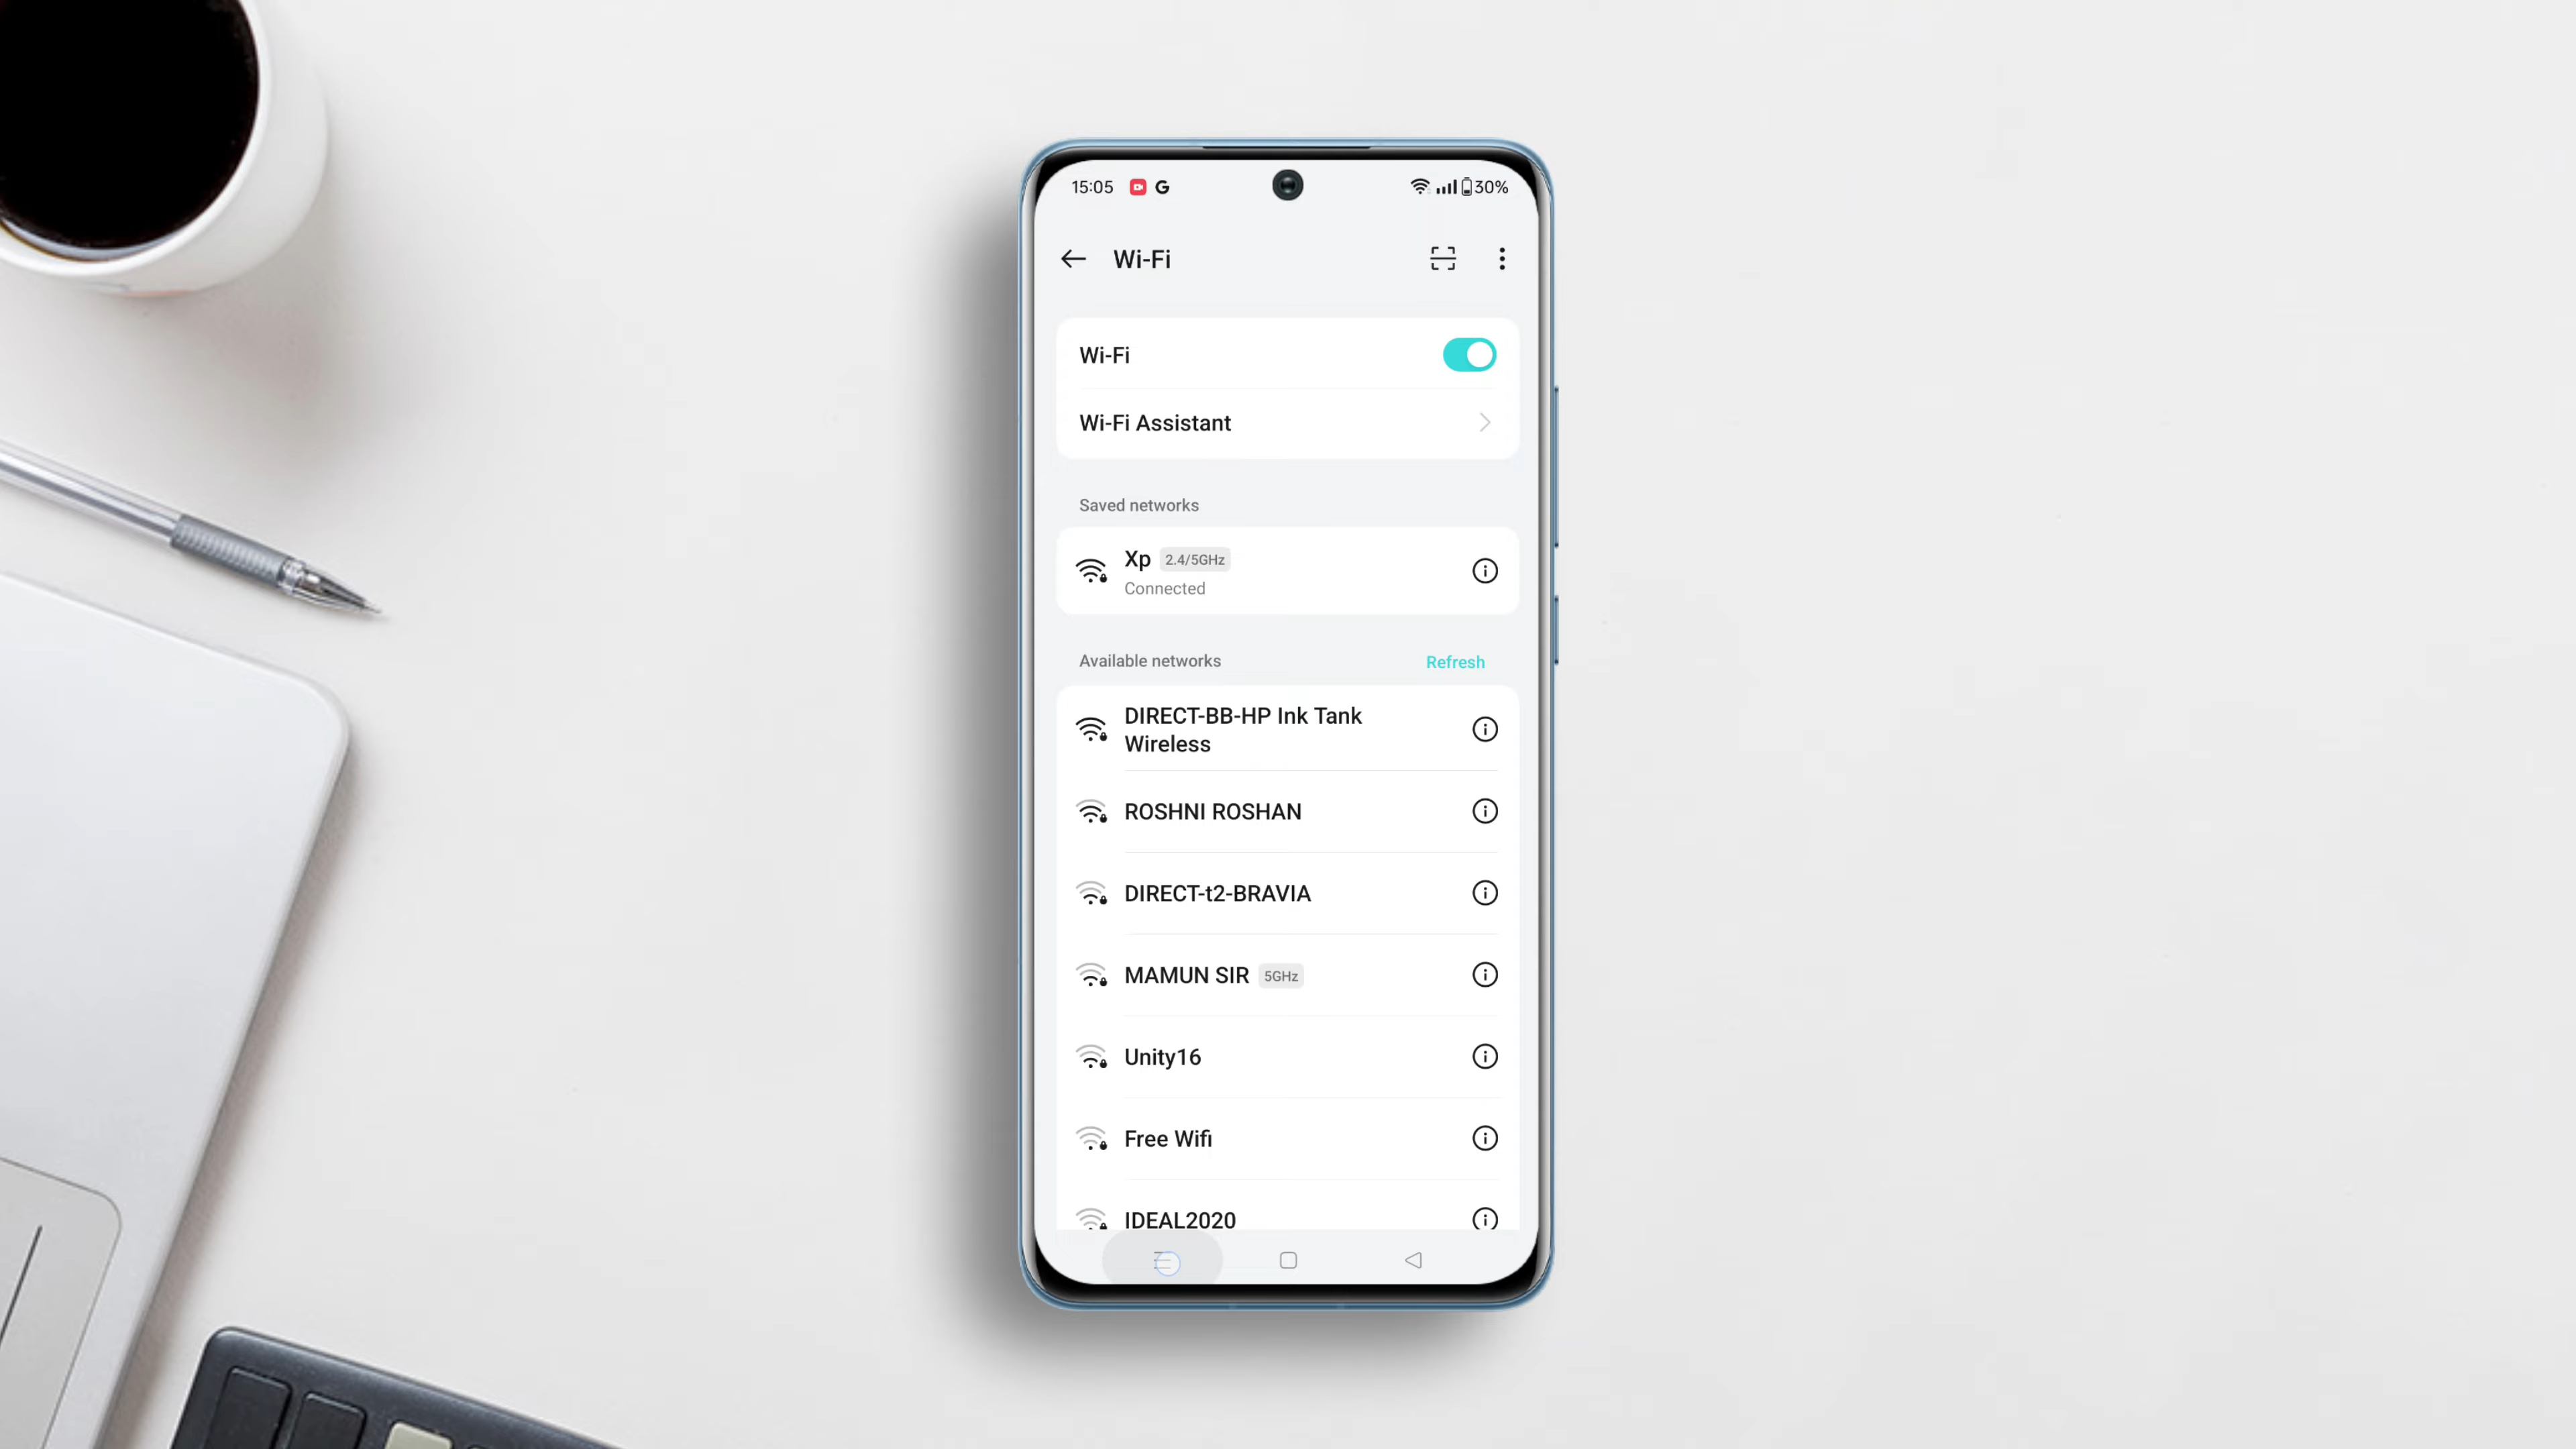 15:05 G 30%
Wi-Fi
Wi-Fi
Wi-Fi Assistant
Saved networks
Xp 2.4/5GHz
Connected
Available networks Refresh
DIRECT-BB-HP Ink Tank
Wireless
ROSHNI ROSHAN
DIRECT-t2-BRAVIA
MAMUN SIR 5GHz
Unity16
Free Wifi
IDEAL2020